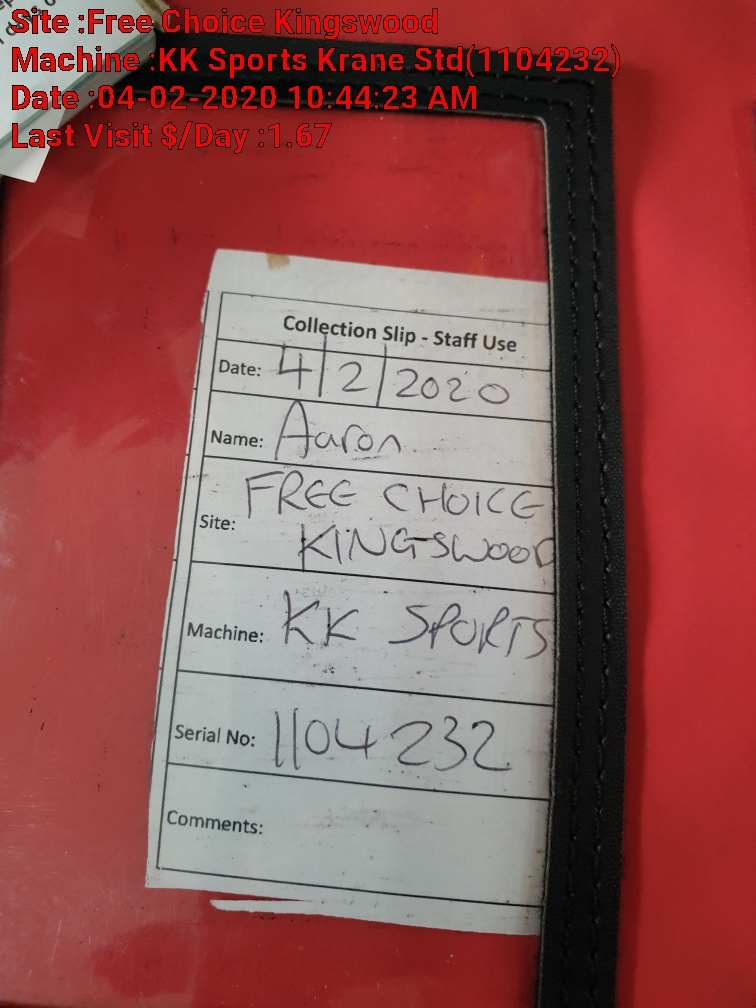 Site :Free Choice Kingswood
Machine :KK Sports Krane Std(1104232)
Date :04-02-2020 10:44:23 AM
Last Visit $/Day :1.67
Collection Slip - Staff Use
Date: 4/2/2020
Name: Aaron
Site: FREE CHOICE
KINGSWOOD
Machine: KK SPORTS
Serial No: 1104232
Comments: